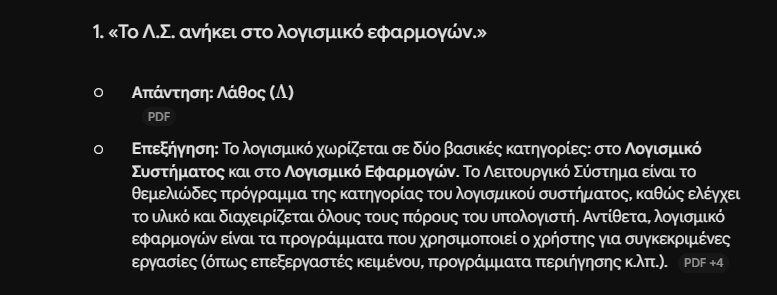 1. «Το Λ.Σ. ανήκει στο λογισμικό εφαρμογών.»
Απάντηση: Λάθος (Λ)
PDF
Επεξήγηση: Το λογισμικό χωρίζεται σε δύο βασικές κατηγορίες: στο Λογισμικό
Συστήματος και στο Λογισμικό Εφαρμογών. Το Λειτουργικό Σύστημα είναι το
θεμελιώδες πρόγραμμα της κατηγορίας του λογισμικού συστήματος, καθώς ελέγχει
το υλικό και διαχειρίζεται όλους τους πόρους του υπολογιστή. Αντίθετα, λογισμικό
εφαρμογών είναι τα προγράμματα που χρησιμοποιεί ο χρήστης για συγκεκριμένες
εργασίες (όπως επεξεργαστές κειμένου, προγράμματα περιήγησης κ.λπ.). PDF +4